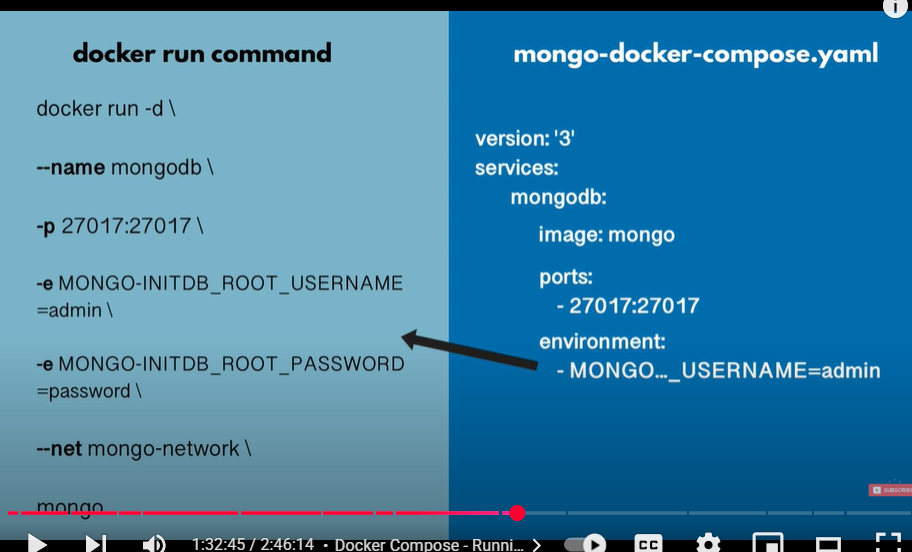 docker run command
docker run -d \
--name mongodb \
-p 27017:27017 \
-e MONGO-INITDB_ROOT_USERNAME
=admin \
-e MONGO-INITDB_ROOT_PASSWORD
=password \
--net mongo-network \
mongo
mongo-docker-compose.yaml
version: '3'
services:
mongodb:
image: mongo
ports:
- 27017:27017
environment:
- MONGO..._USERNAME=admin
SUBSCRIBE
1:32:45 / 2:46:14 • Docker Compose - Runni...
CC